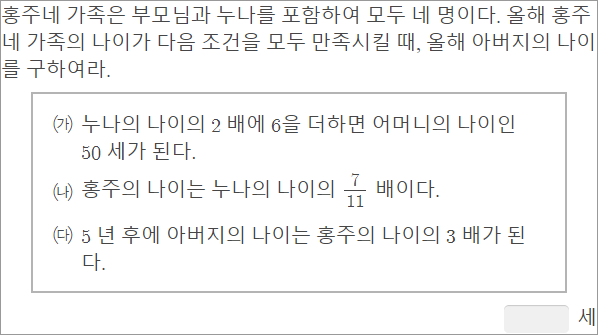 홍주네 가족은 부모님과 누나를 포함하여 모두 네 명이다. 올해 홍주
네 가족의 나이가 다음 조건을 모두 만족시킬 때, 올해 아버지의 나이
를 구하여라.
㈎ 누나의 나이의 2 배에 6을 더하면 어머니의 나이인
50 세가 된다.
㈏ 홍주의 나이는 누나의 나이의 7/11 배이다.
㈐ 5 년 후에 아버지의 나이는 홍주의 나이의 3 배가 된
다.
세